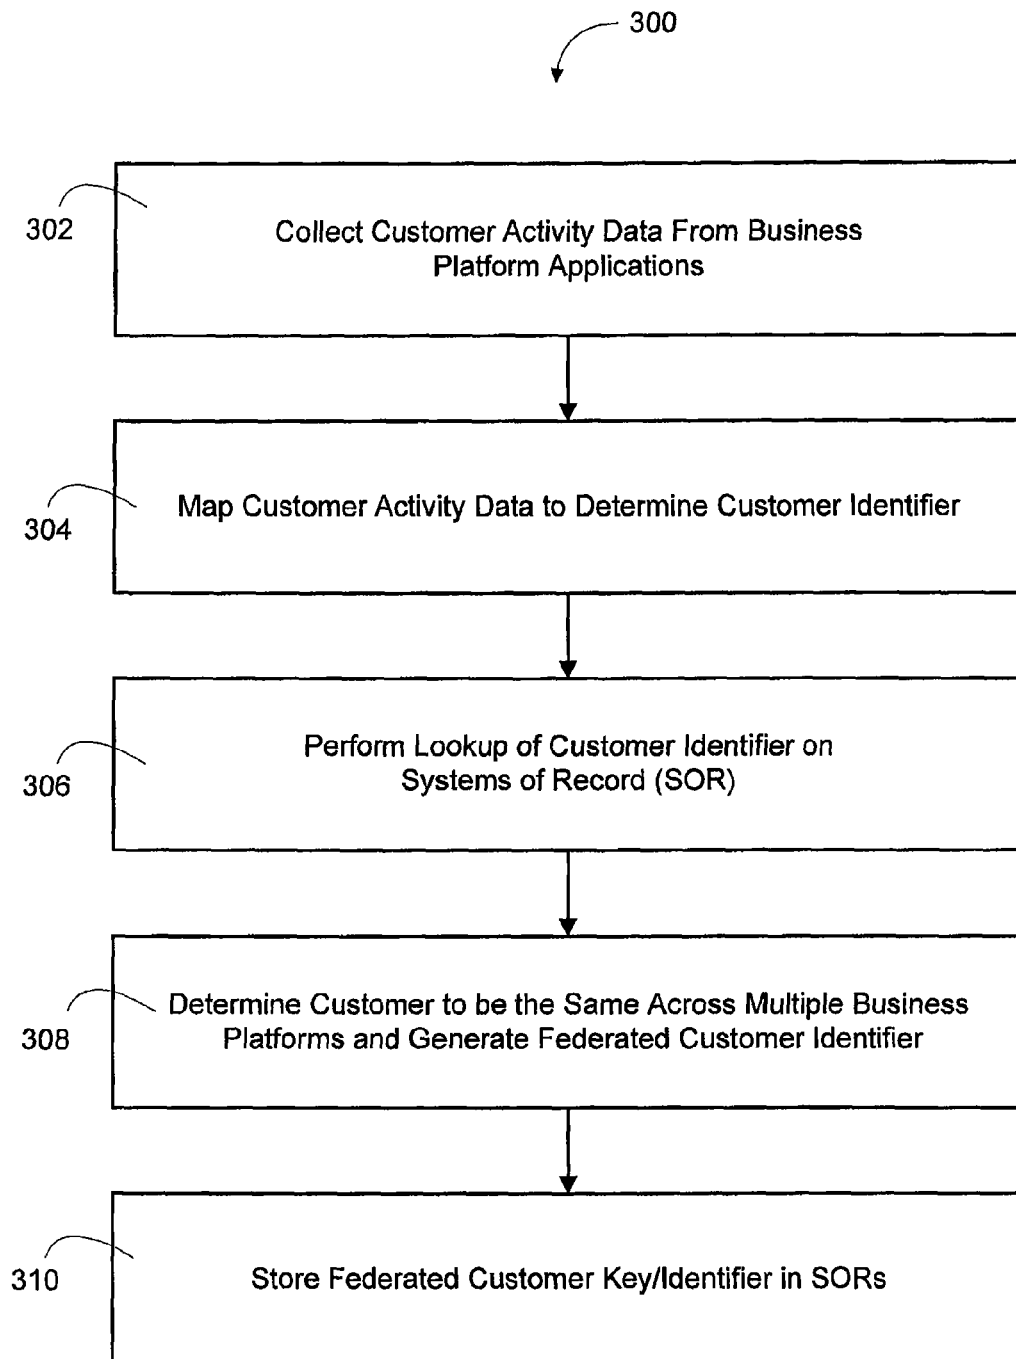 300
302
Collect Customer Activity Data From Business
Platform Applications
304
Map Customer Activity Data to Determine Customer Identifier
306
Perform Lookup of Customer Identifier on
Systems of Record (SOR)
308
Determine Customer to be the Same Across Multiple Business
Platforms and Generate Federated Customer Identifier
310
Store Federated Customer Key/Identifier in SORs